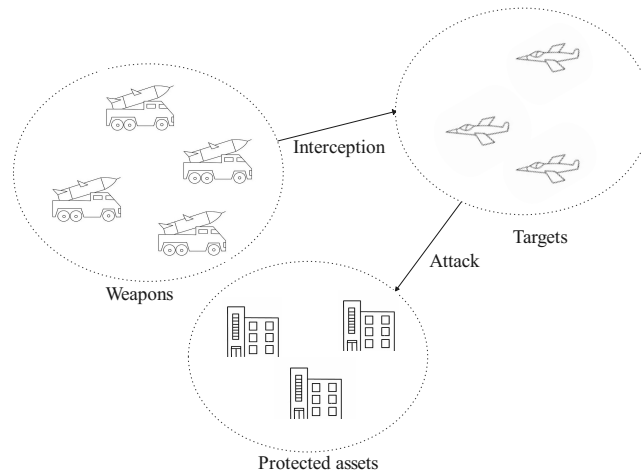 Interception
Targets
Attack
Weapons
Protected assets